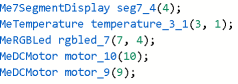 Me7SegmentDisplay seg7_4(4);
MeTemperature temperature_3_1(3, 1);
MeRGBLed rgbled_7(7, 4);
MeDCMotor motor_10(10);
MeDCMotor motor_9(9);